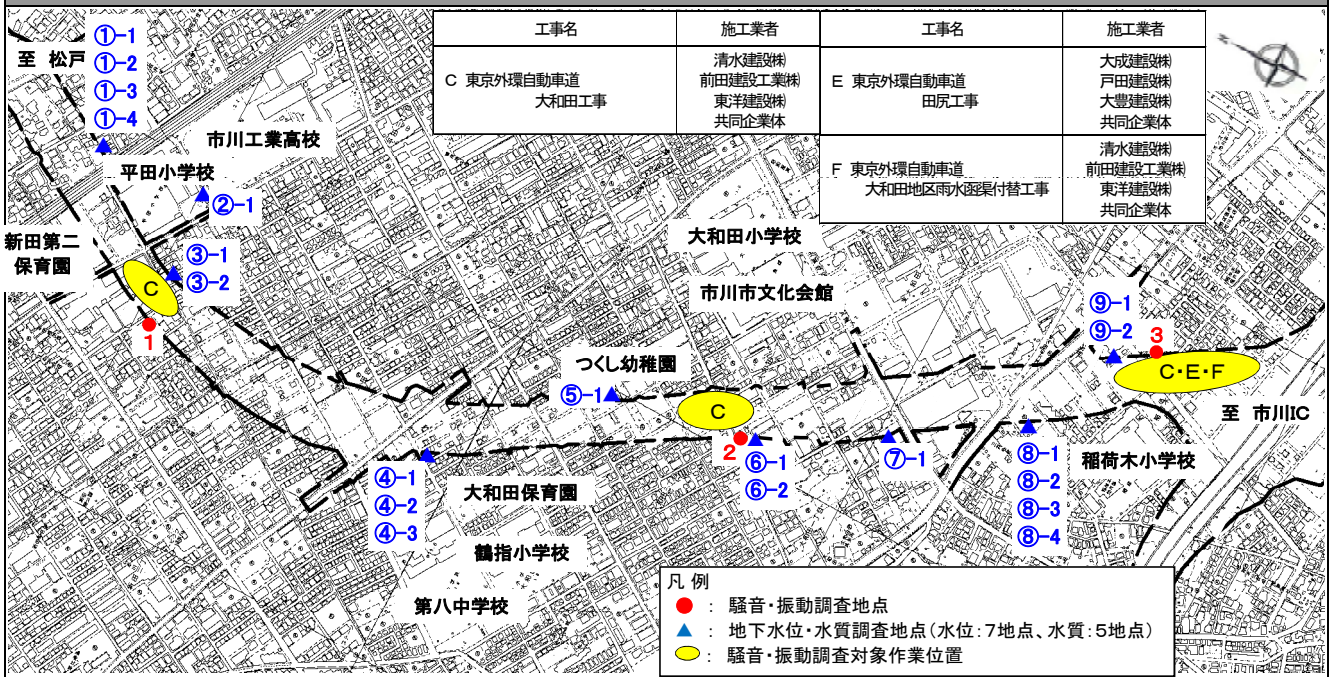 工事名
施工業者
C 東京外環自動車道
大和田工事
清水建設㈱
前田建設工業㈱
東洋建設㈱
共同企業体
工事名
施工業者
E 東京外環自動車道
田尻工事
大成建設㈱
戸田建設㈱
大豊建設㈱
共同企業体
F 東京外環自動車道
大和田地区雨水函渠付替工事
清水建設㈱
前田建設工業㈱
東洋建設㈱
共同企業体
至 松戸
①-1
①-2
①-3
①-4
市川工業高校
平田小学校
②-1
新田第二
保育園
③-1
③-2
C
1
大和田小学校
市川市文化会館
つくし幼稚園
⑤-1
C
2
⑥-1
⑥-2
⑦-1
⑨-1
⑨-2
3
C・E・F
至 市川IC
④-1
④-2
④-3
大和田保育園
鶴指小学校
第八中学校
⑧-1
⑧-2
⑧-3
⑧-4
稲荷木小学校
凡 例
： 騒音・振動調査地点
： 地下水位・水質調査地点(水位：7地点、水質：5地点)
： 騒音・振動調査対象作業位置